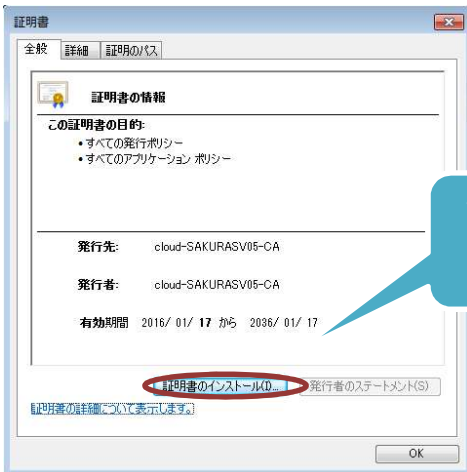 証明書
全般 詳細 証明のパス
証明書の情報
この証明書の目的:
• すべての発行ポリシー
• すべてのアプリケーション ポリシー
発行先: cloud-SAKURASV05-CA
発行者: cloud-SAKURASV05-CA
有効期間 2016/ 01/ 17 から 2036/ 01/ 17
証明書のインストール(I)... 発行者のステートメント(S)
証明書の詳細について表示します。
OK